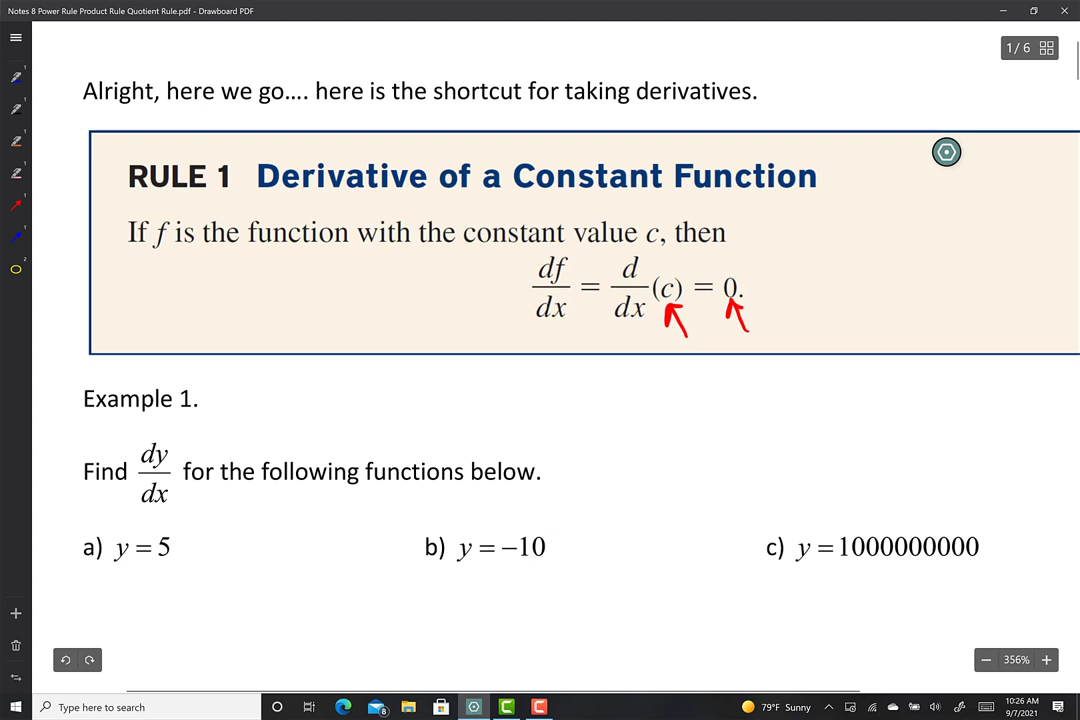 Notes 8 Power Rule Product Rule Quotient Rule.pdf - Drawboard PDF
1 / 6
Alright, here we go.... here is the shortcut for taking derivatives.
RULE 1 Derivative of a Constant Function
If f is the function with the constant value c, then
df/dx = d/dx (c) = 0.
Example 1.
Find dy/dx for the following functions below.
a) y = 5 b) y = −10 c) y = 1000000000
356%
Type here to search
8
79°F Sunny
10:26 AM
9/7/2021